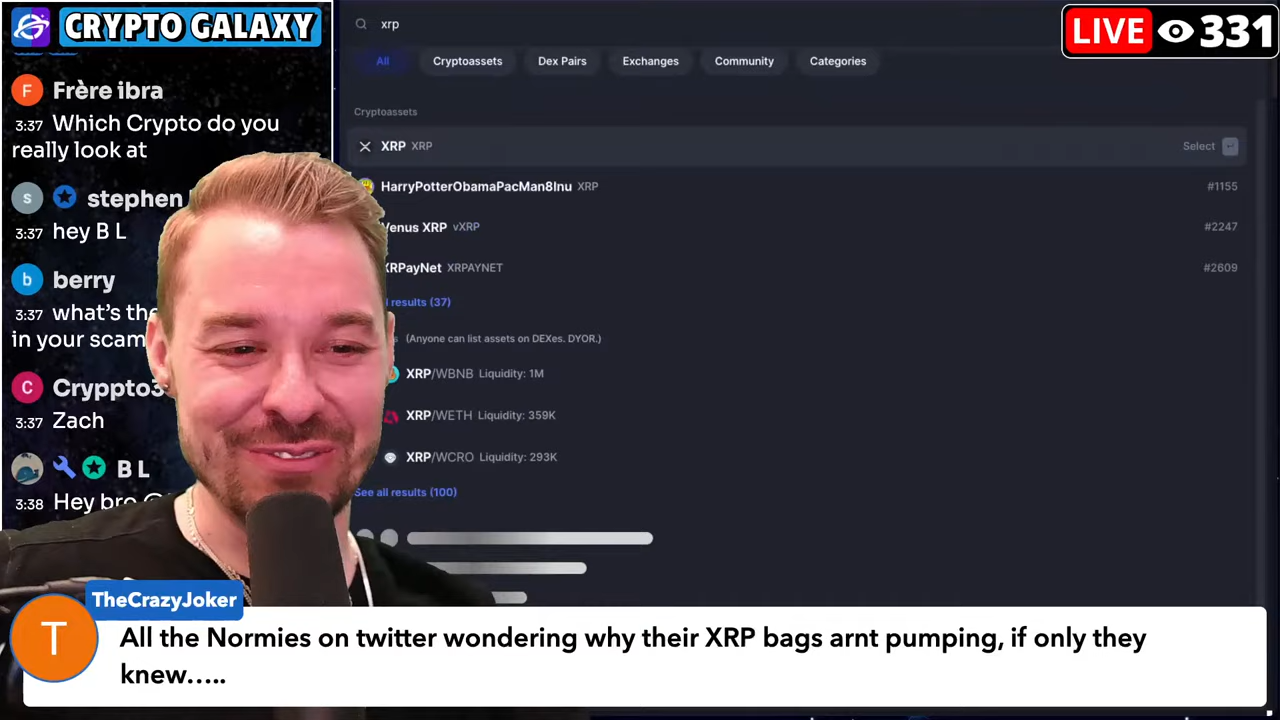 CRYPTO GALAXY
xrp
LIVE 331
All Cryptoassets Dex Pairs Exchanges Community Categories
F Frère ibra
3:37 Which Crypto do you
really look at
s stephen
3:37 hey B L
b berry
3:37 what's the
in your scam
C Cryppto3
3:37 Zach
B L
3:38 Hey bro
Cryptoassets
XRP XRP Select
HarryPotterObamaPacMan8Inu XRP #1155
Venus XRP vXRP #2247
XRPayNet XRPAYNET #2609
results (37)
(Anyone can list assets on DEXes. DYOR.)
XRP/WBNB Liquidity: 1M
XRP/WETH Liquidity: 359K
XRP/WCRO Liquidity: 293K
See all results (100)
TheCrazyJoker
T All the Normies on twitter wondering why their XRP bags arnt pumping, if only they
knew.....